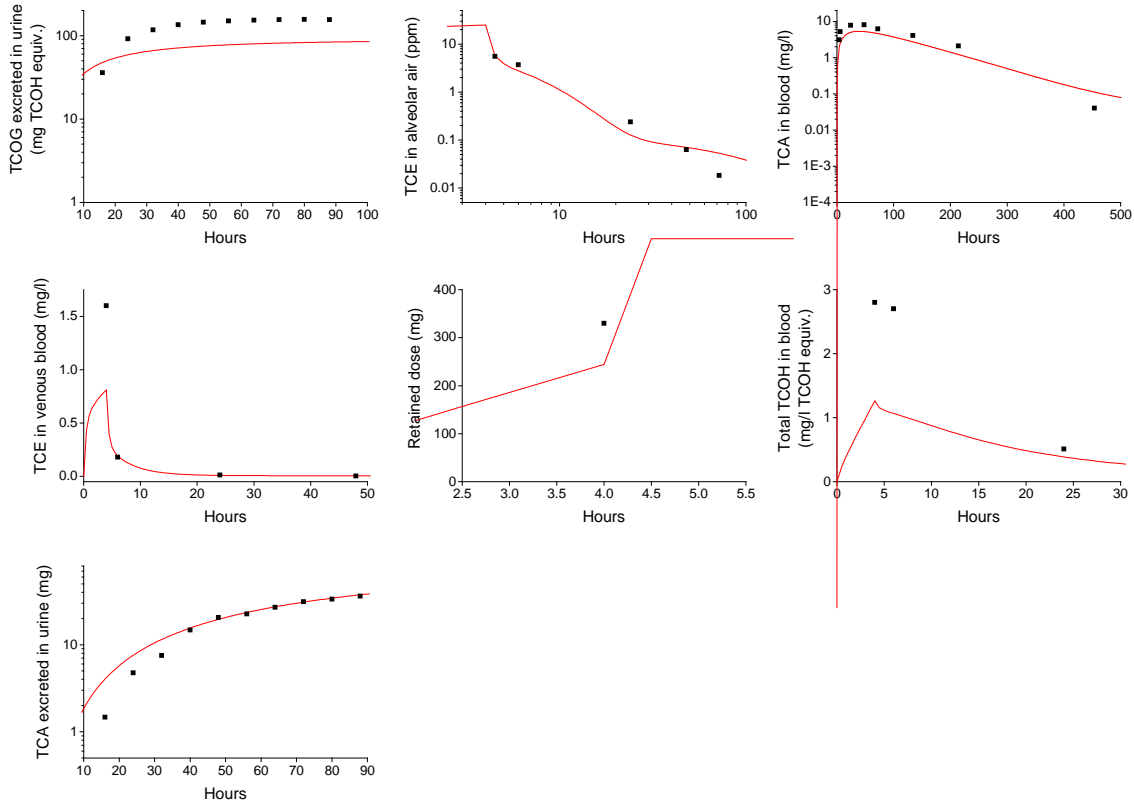 TCOG excreted in urine
(mg TCOH equiv.)
100
10
1
10 20 30 40 50 60 70 80 90 100
Hours
TCE in alveolar air (ppm)
10
1
0.1
0.01
10 100
Hours
TCA in blood (mg/l)
10
1
0.1
0.01
1E-3
1E-4
0 100 200 300 400 500
Hours
TCE in venous blood (mg/l)
1.5
1.0
0.5
0.0
0 10 20 30 40 50
Hours
Retained dose (mg)
400
300
200
100
0
2.5 3.0 3.5 4.0 4.5 5.0 5.5
Hours
Total TCOH in blood
(mg/l TCOH equiv.)
3
2
1
0
0 5 10 15 20 25 30
Hours
TCA excreted in urine (mg)
10
1
10 20 30 40 50 60 70 80 90
Hours